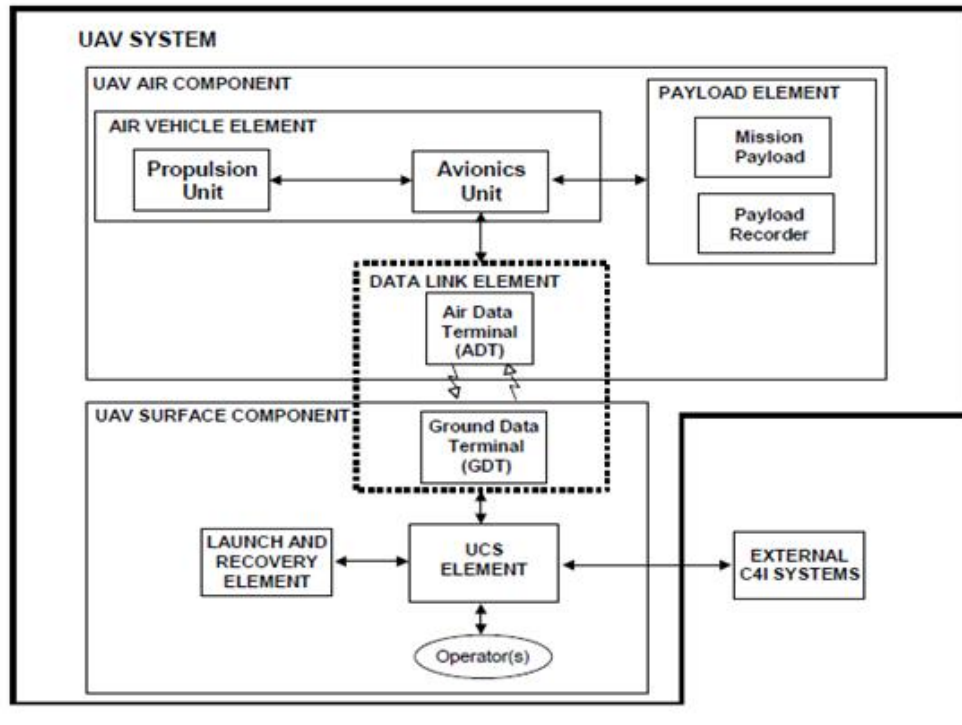 UAV SYSTEM
UAV AIR COMPONENT
PAYLOAD ELEMENT
AIR VEHICLE ELEMENT
Mission
Payload
Propulsion
Unit
Avionics
Unit
Payload
Recorder
DATA LINK ELEMENT
Air Data
Terminal
(ADT)
UAV SURFACE COMPONENT
Ground Data
Terminal
(GDT)
LAUNCH AND
RECOVERY
ELEMENT
UCS
ELEMENT
EXTERNAL
C4I SYSTEMS
Operator(s)